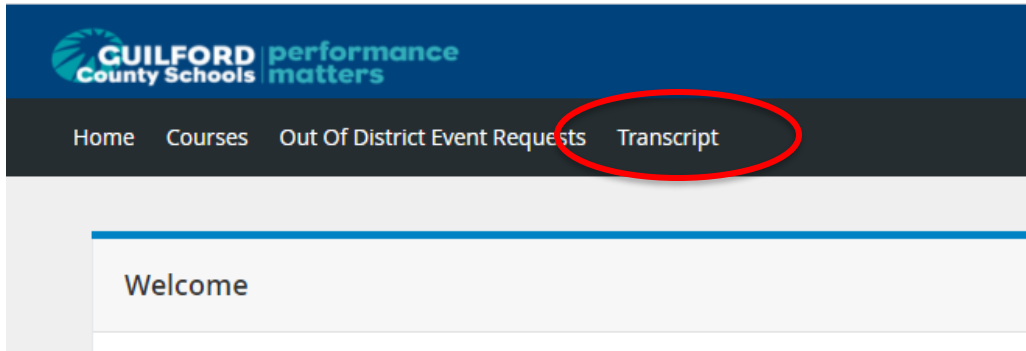 GUILFORD
County Schools
performance
matters
Home Courses Out Of District Event Requests Transcript
Welcome